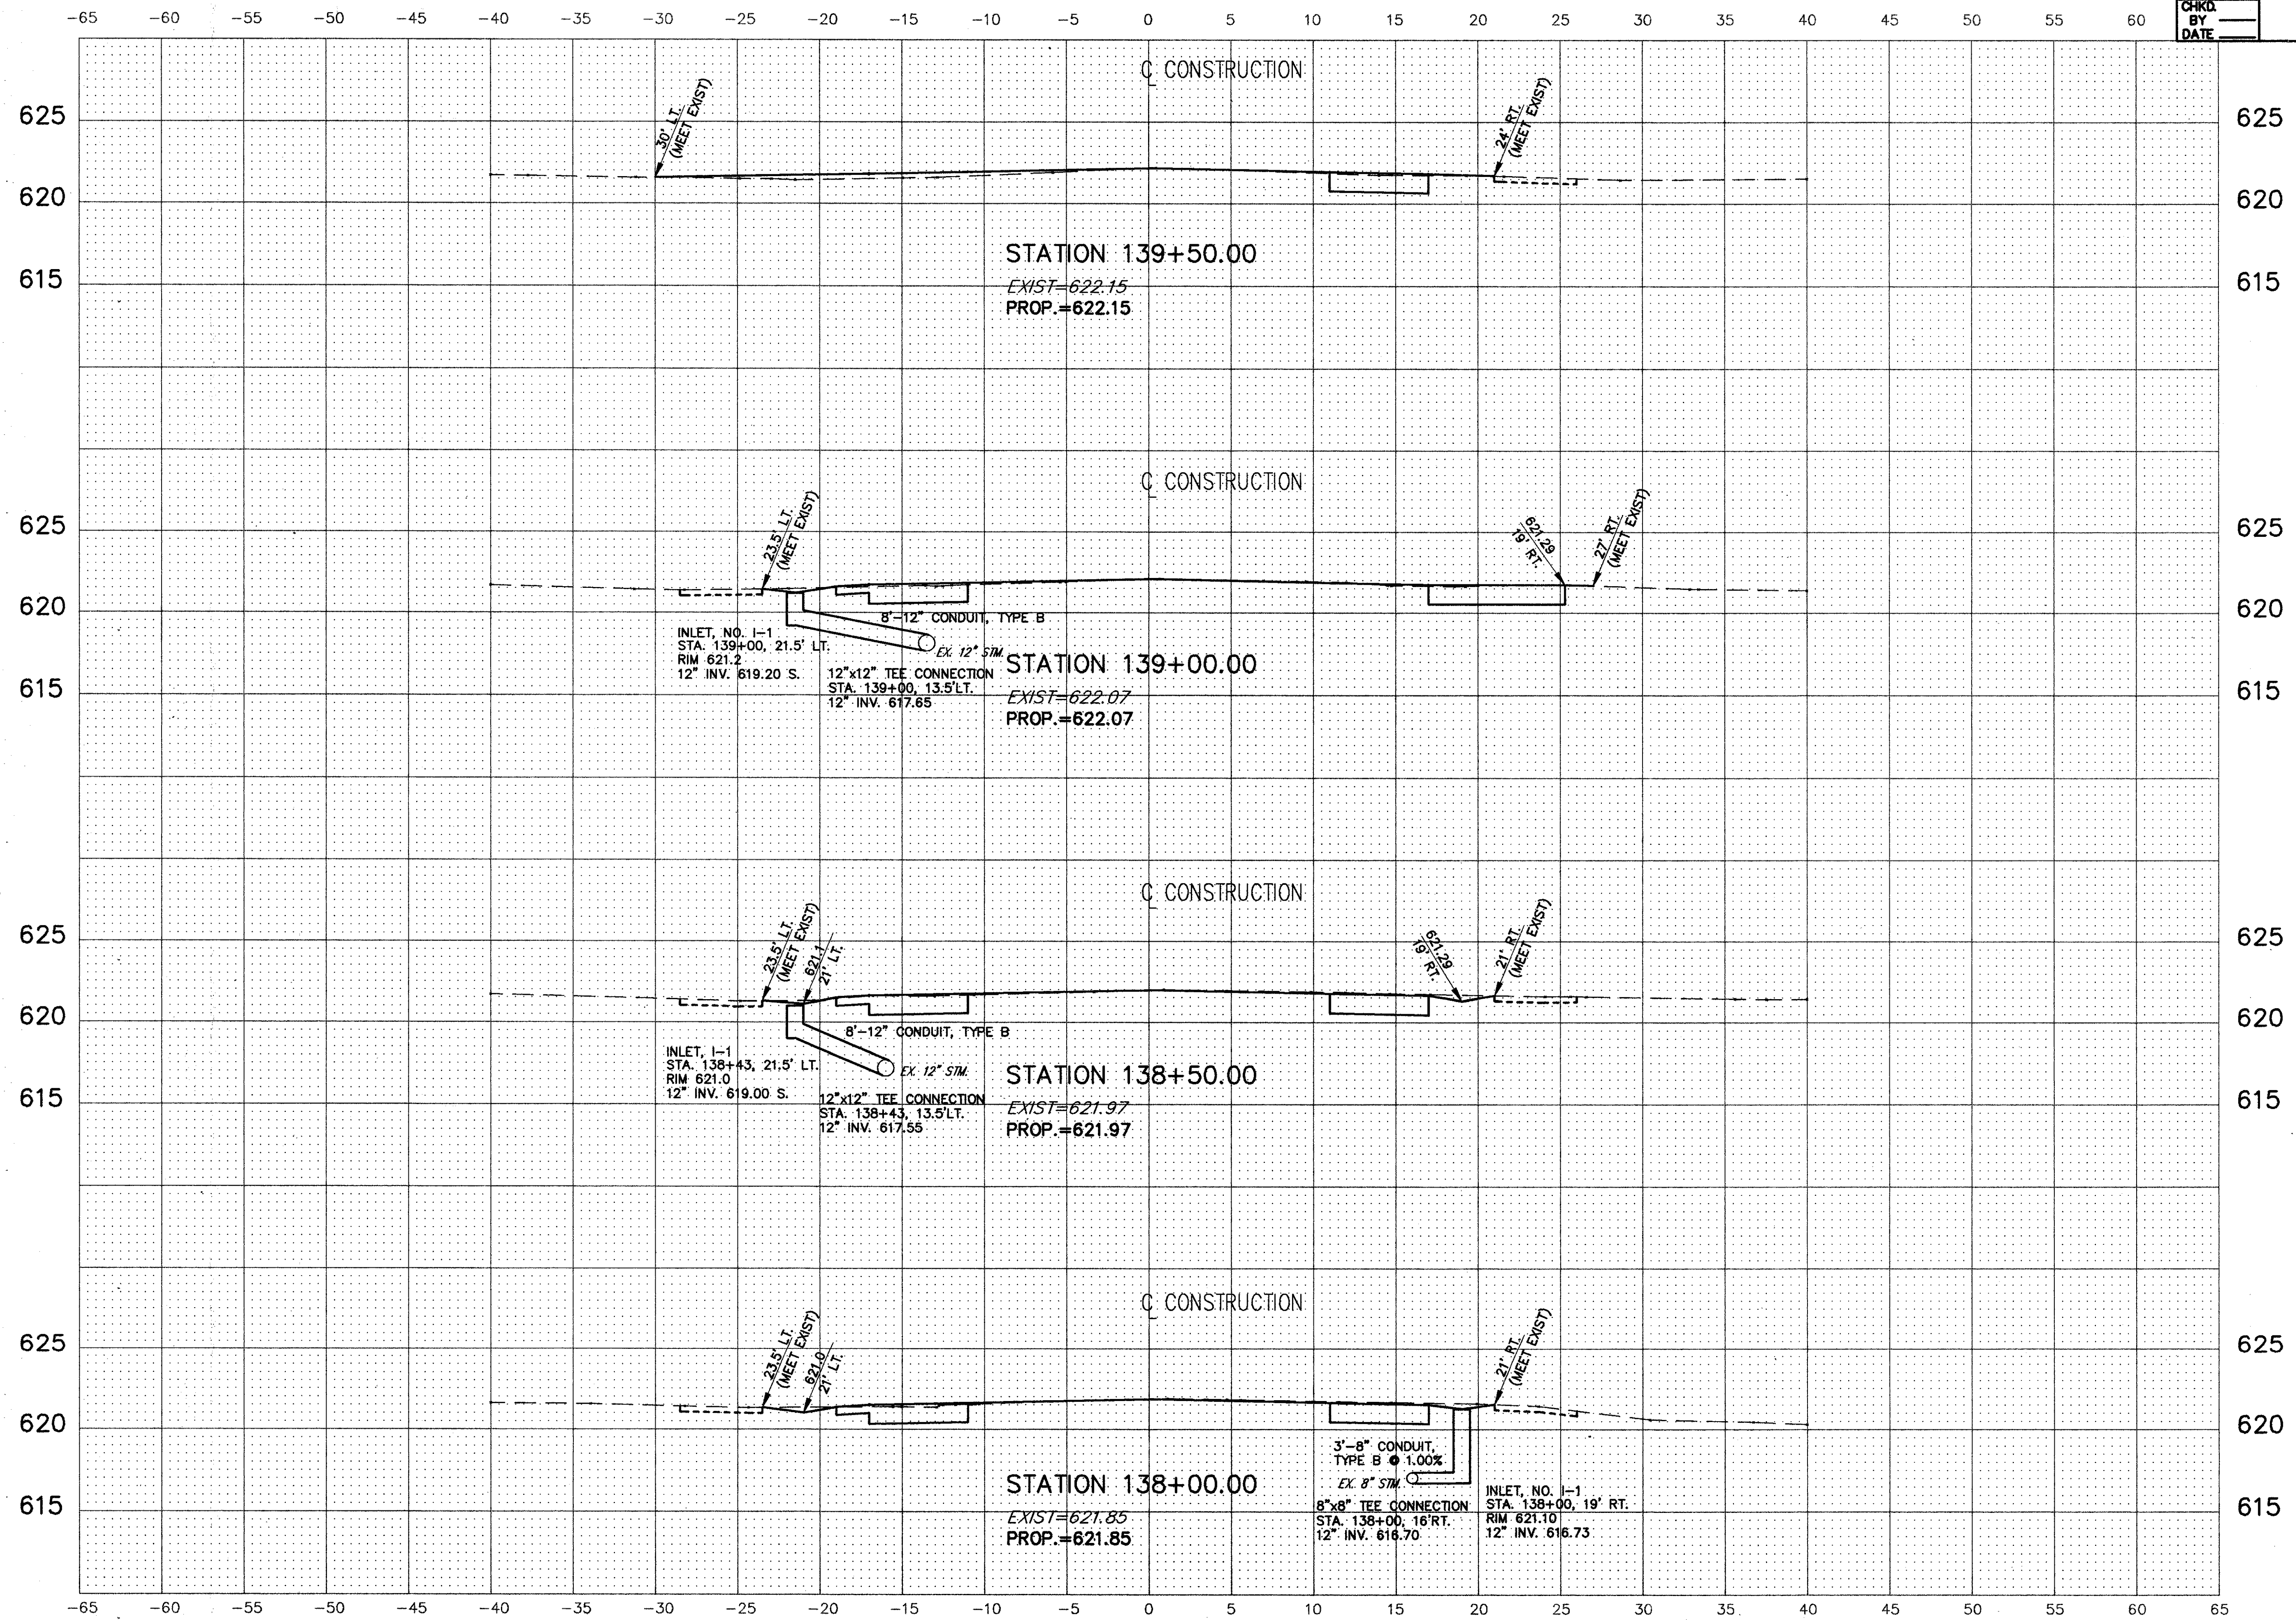 -65 -60 -55 -50 -45 -40 -35 -30 -25 -20 -15 -10 -5 0 5 10 15 20 25 30 35 40 45 50 55 60
CHKD.
BY
DATE
℄ CONSTRUCTION
30' LT.
(MEET EXIST)
24' RT.
(MEET EXIST)
625 625
620 620
STATION 139+50.00
615 615
EXIST=622.15
PROP.=622.15
℄ CONSTRUCTION
23.5' LT.
(MEET EXIST)
621.29
19' RT.
27' RT.
(MEET EXIST)
625 625
620 620
8'-12" CONDUIT, TYPE B
INLET, NO. I-1
STA. 139+00, 21.5' LT.
RIM 621.2
12" INV. 619.20 S.
EX. 12" STM.
12"x12" TEE CONNECTION
STA. 139+00, 13.5'LT.
12" INV. 617.65
STATION 139+00.00
615 615
EXIST=622.07
PROP.=622.07
℄ CONSTRUCTION
23.5' LT.
(MEET EXIST)
621.1
21' LT.
621.29
19' RT.
21' RT.
(MEET EXIST)
625 625
620 620
8'-12" CONDUIT, TYPE B
INLET, I-1
STA. 138+43, 21.5' LT.
RIM 621.0
12" INV. 619.00 S.
EX. 12" STM.
12"x12" TEE CONNECTION
STA. 138+43, 13.5'LT.
12" INV. 617.55
STATION 138+50.00
615 615
EXIST=621.97
PROP.=621.97
℄ CONSTRUCTION
23.5' LT.
(MEET EXIST)
621.0
21' LT.
21' RT.
(MEET EXIST)
625 625
620 620
3'-8" CONDUIT,
TYPE B @ 1.00%
EX. 8" STM.
8"x8" TEE CONNECTION
STA. 138+00, 16'RT.
12" INV. 616.70
INLET, NO. I-1
STA. 138+00, 19' RT.
RIM 621.10
12" INV. 616.73
STATION 138+00.00
615 615
EXIST=621.85
PROP.=621.85
-65 -60 -55 -50 -45 -40 -35 -30 -25 -20 -15 -10 -5 0 5 10 15 20 25 30 35 40 45 50 55 60 65